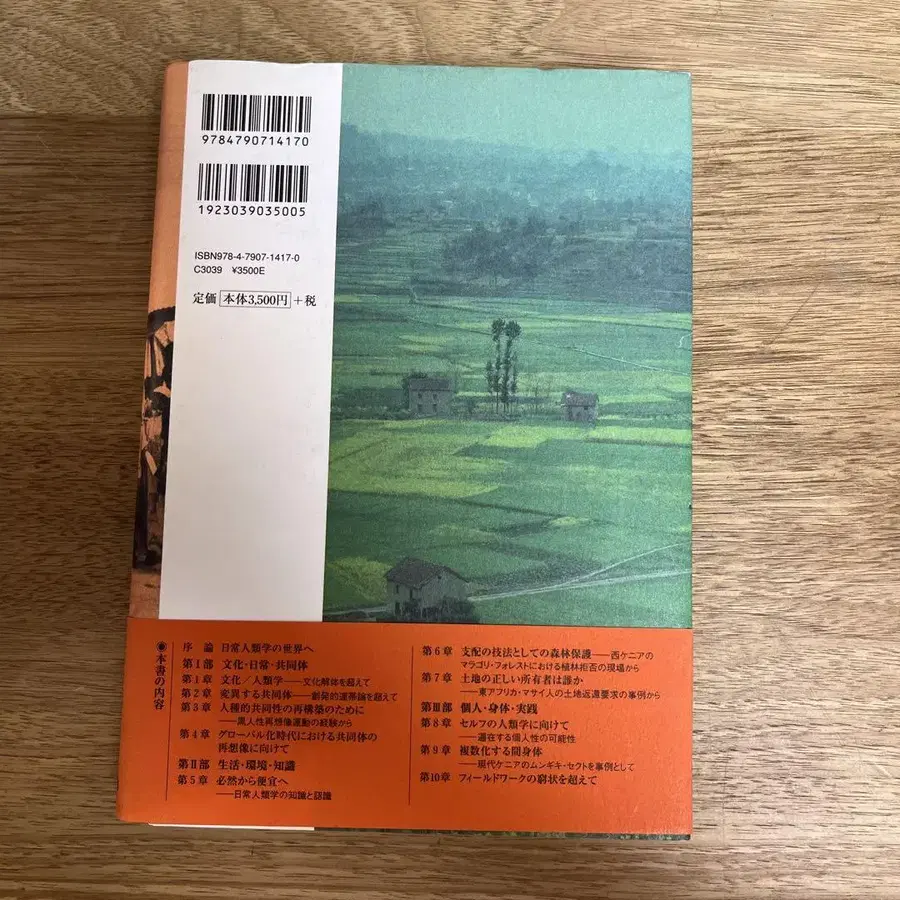 9784790714170
1923039035005
ISBN978-4-7907-1417-0
C3039 ¥3500E
定価 本体3,500円 +税
●本書の内容
序 論 日常人類学の世界へ
第Ⅰ部 文化・日常・共同体
第1章 文化/人類学——文化解体を超えて
第2章 変異する共同体——創発的連帯論を超えて
第3章 人種的共同性の再構築のために
——黒人性再想像運動の経験から
第4章 グローバル化時代における共同体の
再想像に向けて
第Ⅱ部 生活・環境・知識
第5章 必然から便宜へ
——日常人類学の知識と認識
第6章 支配の技法としての森林保護——西ケニアの
マラゴリ・フォレストにおける植林拒否の現場から
第7章 土地の正しい所有者は誰か
——東アフリカ・マサイ人の土地返還要求の事例から
第Ⅲ部 個人・身体・実践
第8章 セルフの人類学に向けて
——遍在する個人性の可能性
第9章 複数化する間身体
——現代ケニアのムンギキ・セクトを事例として
第10章 フィールドワークの窮状を超えて